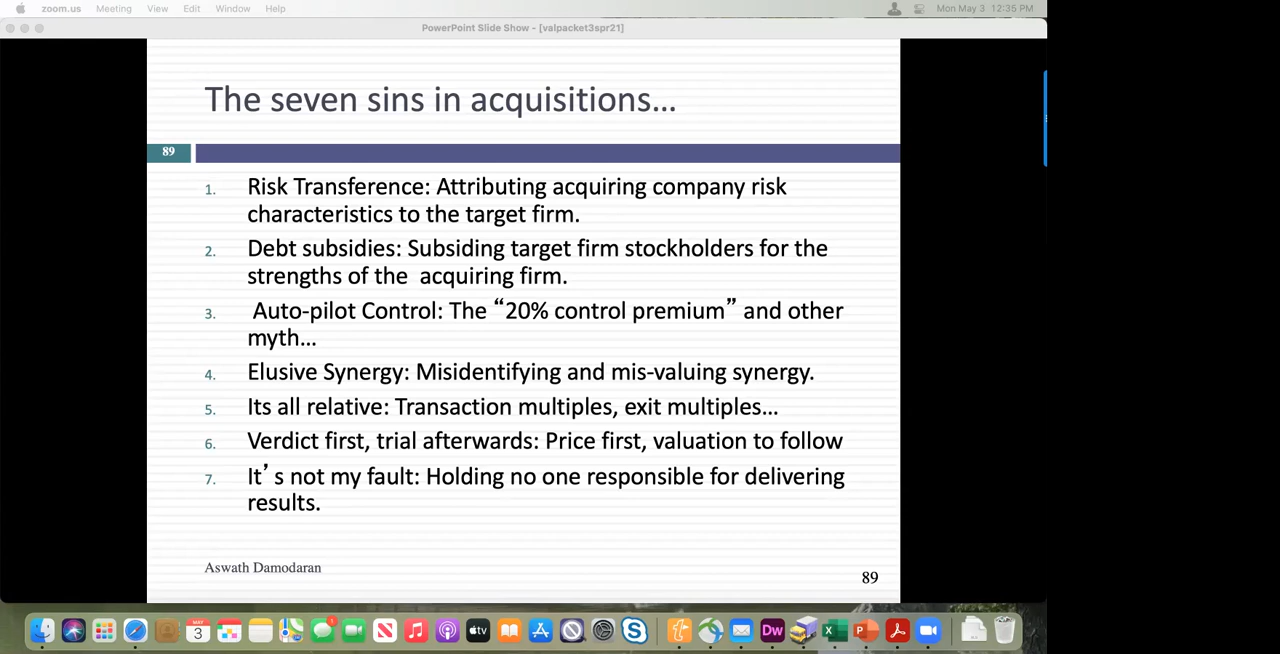 zoom.us Meeting View Edit Window Help Mon May 3 12:35 PM
PowerPoint Slide Show - [valpacket3spr21]
The seven sins in acquisitions…
89
1. Risk Transference: Attributing acquiring company risk
characteristics to the target firm.
2. Debt subsidies: Subsiding target firm stockholders for the
strengths of the acquiring firm.
3. Auto-pilot Control: The “20% control premium” and other
myth…
4. Elusive Synergy: Misidentifying and mis-valuing synergy.
5. Its all relative: Transaction multiples, exit multiples…
6. Verdict first, trial afterwards: Price first, valuation to follow
7. It’s not my fault: Holding no one responsible for delivering
results.
Aswath Damodaran
89
MAY
3
tv
Dw
X
P